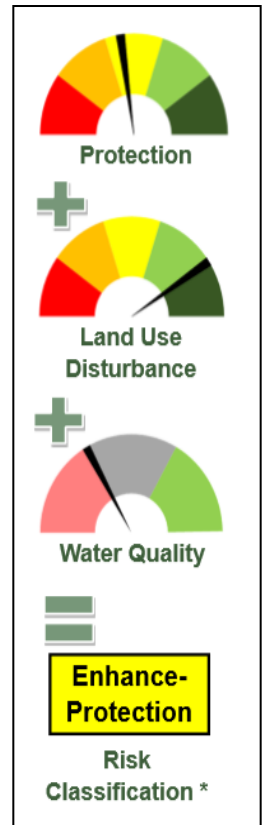 Protection
Land Use
Disturbance
Water Quality
Enhance-
Protection
Risk
Classification *